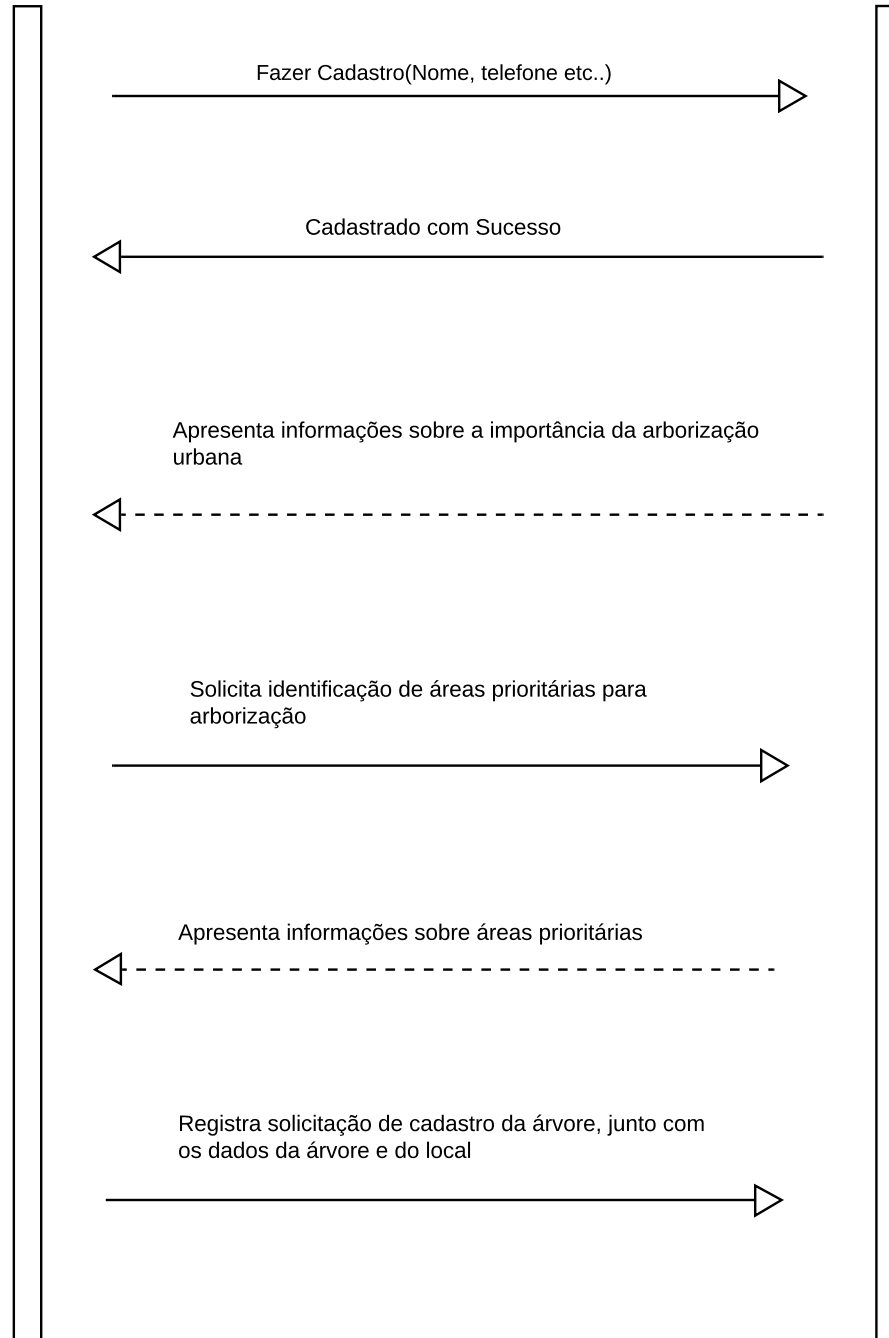 Fazer Cadastro(Nome, telefone etc..)
Cadastrado com Sucesso
Apresenta informações sobre a importância da arborização
urbana
Solicita identificação de áreas prioritárias para
arborização
Apresenta informações sobre áreas prioritárias
Registra solicitação de cadastro da árvore, junto com
os dados da árvore e do local